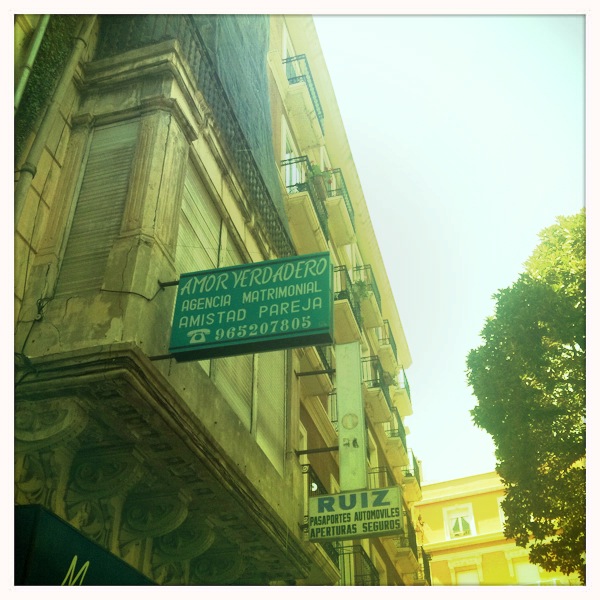 AMOR VERDADERO
AGENCIA MATRIMONIAL
AMISTAD PAREJA
☎ 965207805
RUIZ
PASAPORTES AUTOMOVILES
APERTURAS SEGUROS
M